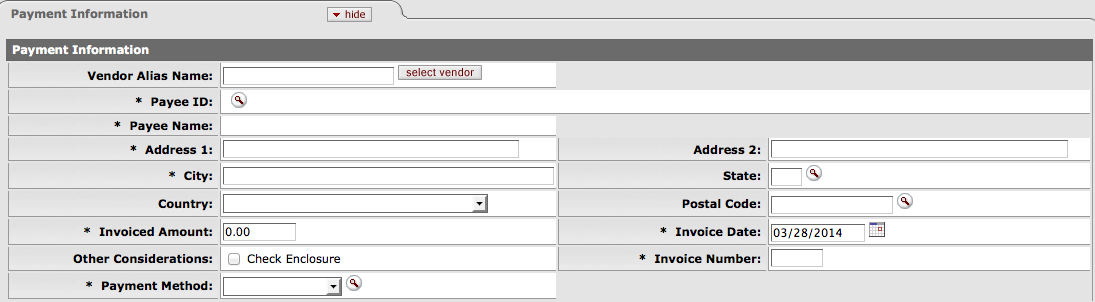 Payment Information
hide
Payment Information
Vendor Alias Name: select vendor
* Payee ID:
* Payee Name:
* Address 1: Address 2:
* City: State:
Country: Postal Code:
* Invoiced Amount: 0.00 * Invoice Date: 03/28/2014
Other Considerations: Check Enclosure * Invoice Number:
* Payment Method: